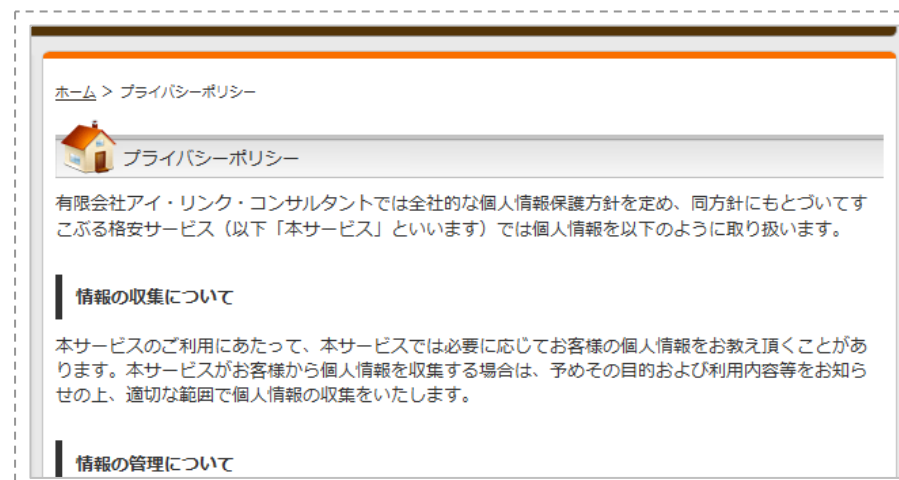 ホーム > プライバシーポリシー
プライバシーポリシー
有限会社アイ・リンク・コンサルタントでは全社的な個人情報保護方針を定め、同方針にもとづいてす
こぶる格安サービス（以下「本サービス」といいます）では個人情報を以下のように取り扱います。
情報の収集について
本サービスのご利用にあたって、本サービスでは必要に応じてお客様の個人情報をお教え頂くことがあ
ります。本サービスがお客様から個人情報を収集する場合は、予めその目的および利用内容等をお知ら
せの上、適切な範囲で個人情報の収集をいたします。
情報の管理について